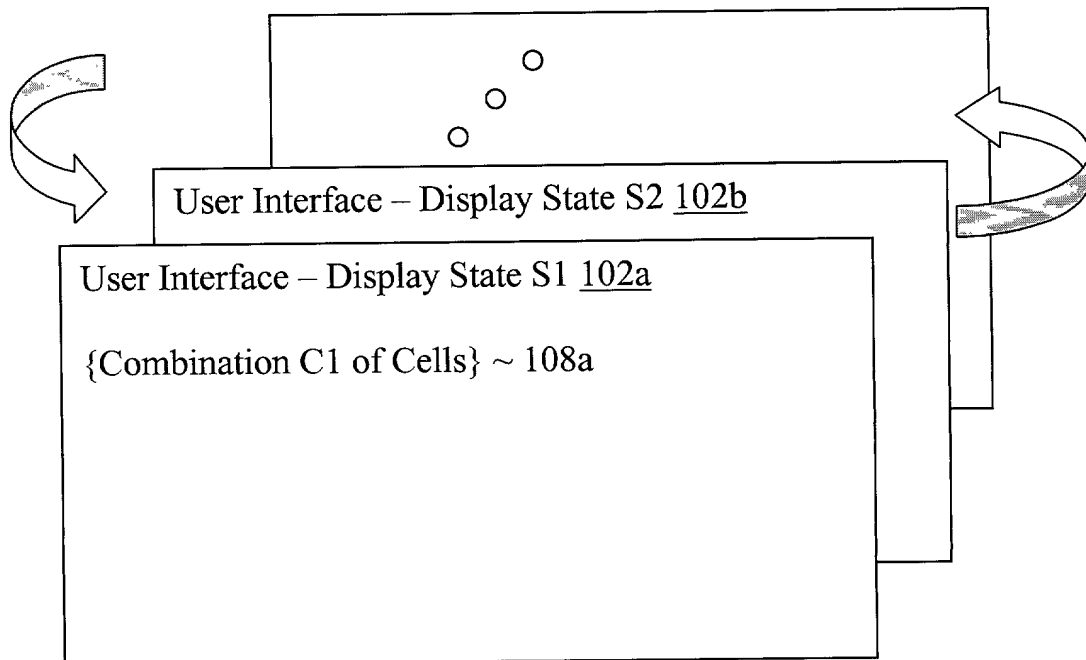 User Interface – Display State S2 102b
User Interface – Display State S1 102a
{Combination C1 of Cells} ~ 108a